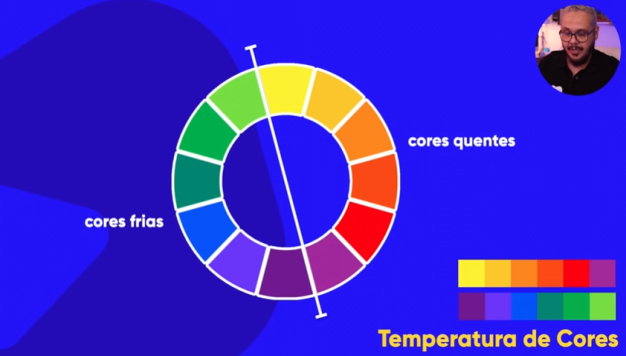 cores quentes
cores frias
Temperatura de Cores